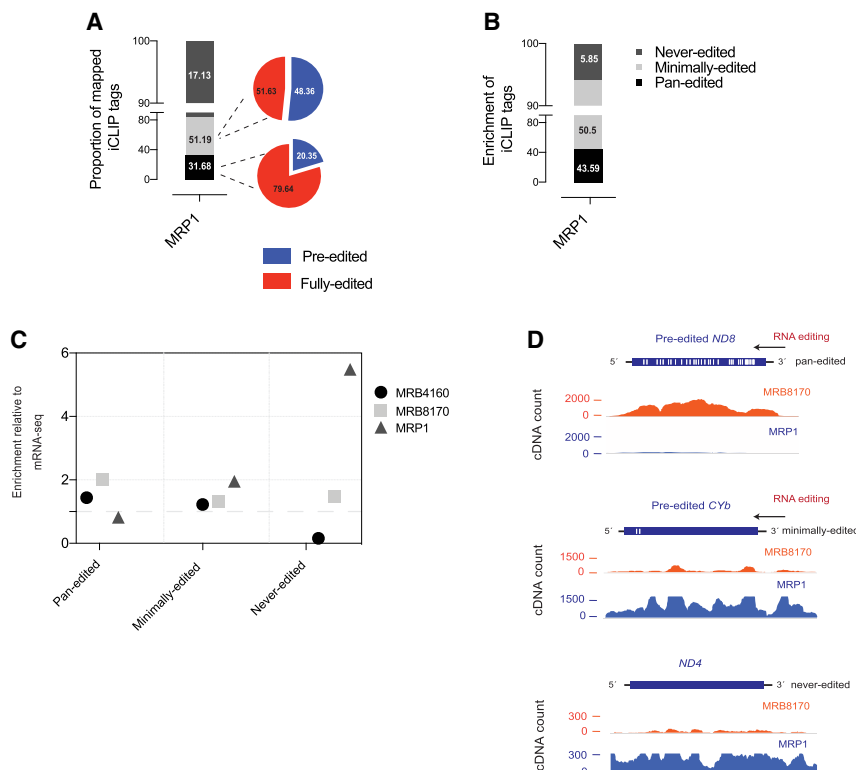 A
Proportion of mapped
iCLIP tags
100
90
80
40
0
17.13
51.19
31.68
MRP1
51.63
48.36
20.35
79.64
Pre-edited
Fully-edited
B
Enrichment of
iCLIP tags
100
90
80
40
0
5.85
50.5
43.59
MRP1
Never-edited
Minimally-edited
Pan-edited
C
Enrichment relative to
mRNA-seq
6
4
2
0
Pan-edited
Minimally-edited
Never-edited
MRB4160
MRB8170
MRP1
D
Pre-edited ND8
RNA editing
5´
3´ pan-edited
cDNA count
MRB8170
2000
0
MRP1
2000
0
Pre-edited CYb
RNA editing
5´
3´ minimally-edited
cDNA count
MRB8170
1500
0
MRP1
1500
0
ND4
5´
3´ never-edited
cDNA count
MRB8170
300
0
MRP1
300
0